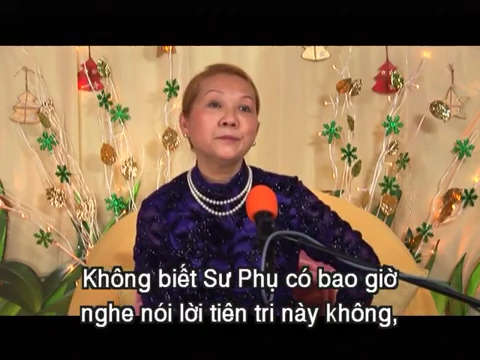 Không biết Sư Phụ có bao giờ
nghe nói lời tiên tri này không,